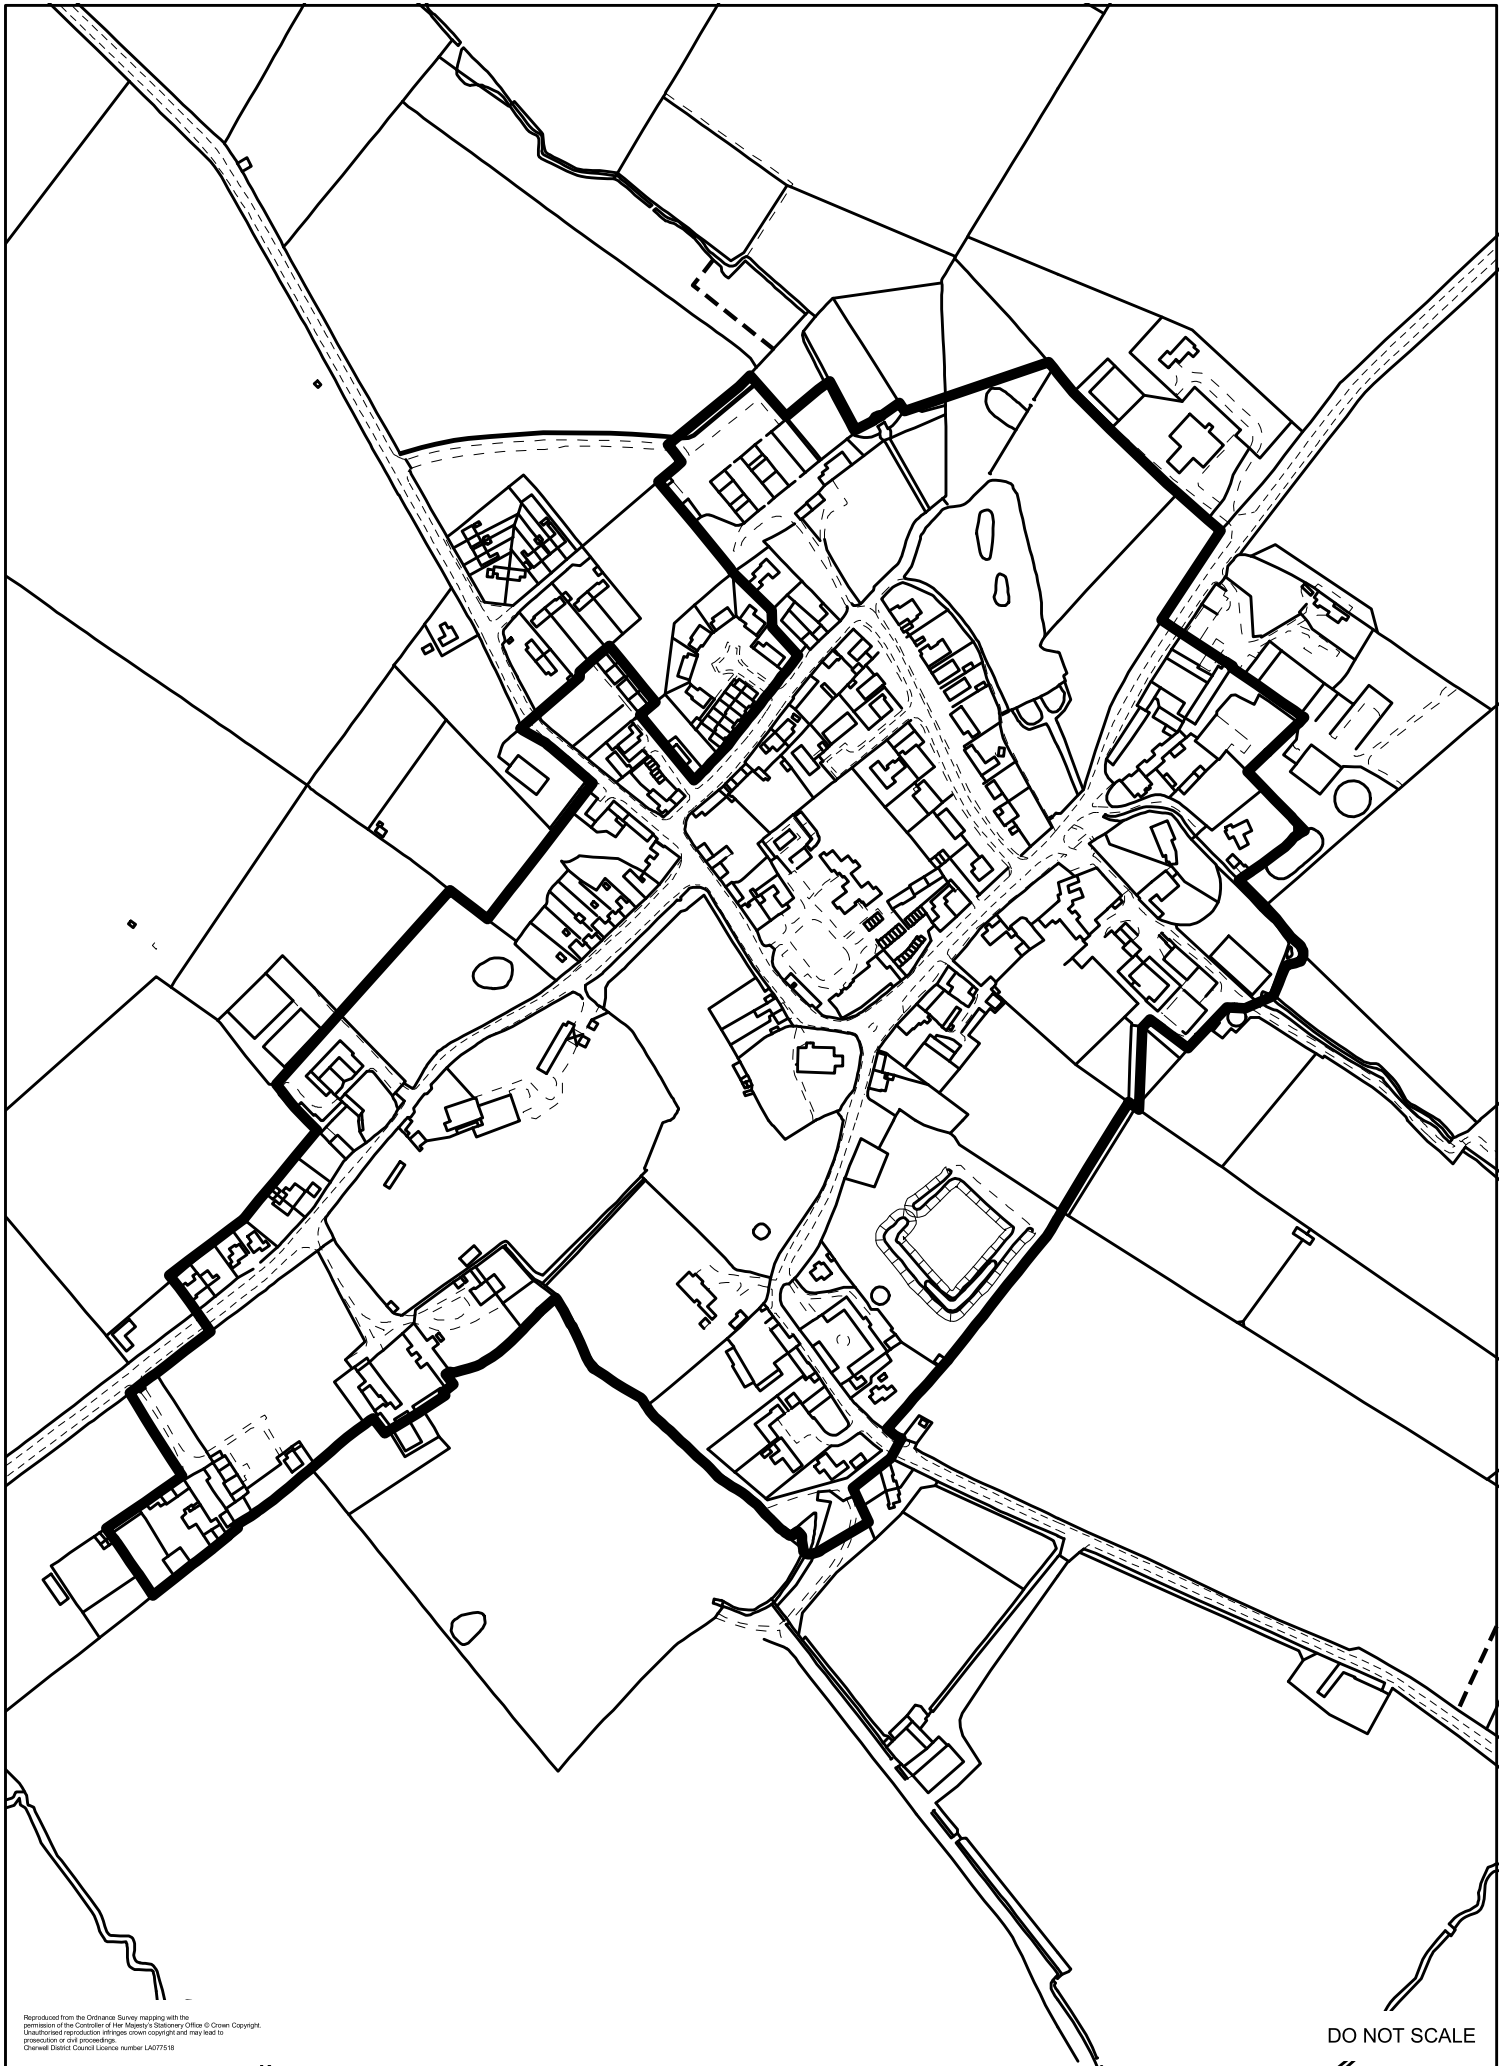 Reproduced from the Ordnance Survey mapping with the
permission of the Controller of Her Majesty's Stationery Office © Crown Copyright.
Unauthorised reproduction infringes crown copyright and may lead to
prosecution or civil proceedings.
Cherwell District Council Licence number LA077518
DO NOT SCALE